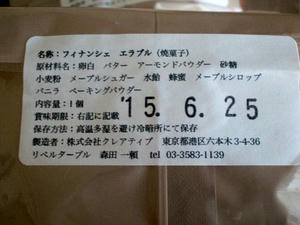 名称：フィナンシェ　エラブル（焼菓子）
原材料名：卵白　バター　アーモンドパウダー　砂糖
小麦粉　メープルシュガー　水飴　蜂蜜　メープルシロップ
バニラ　ベーキングパウダー
内容量：1個
賞味期限：右記に記載
'15. 6. 25
保存方法：高温多湿を避け冷暗所にて保存
製造者：株式会社クレアティブ　東京都港区六本木3-4-36
リベルターブル　森田 一頼　tel 03-3583-1139